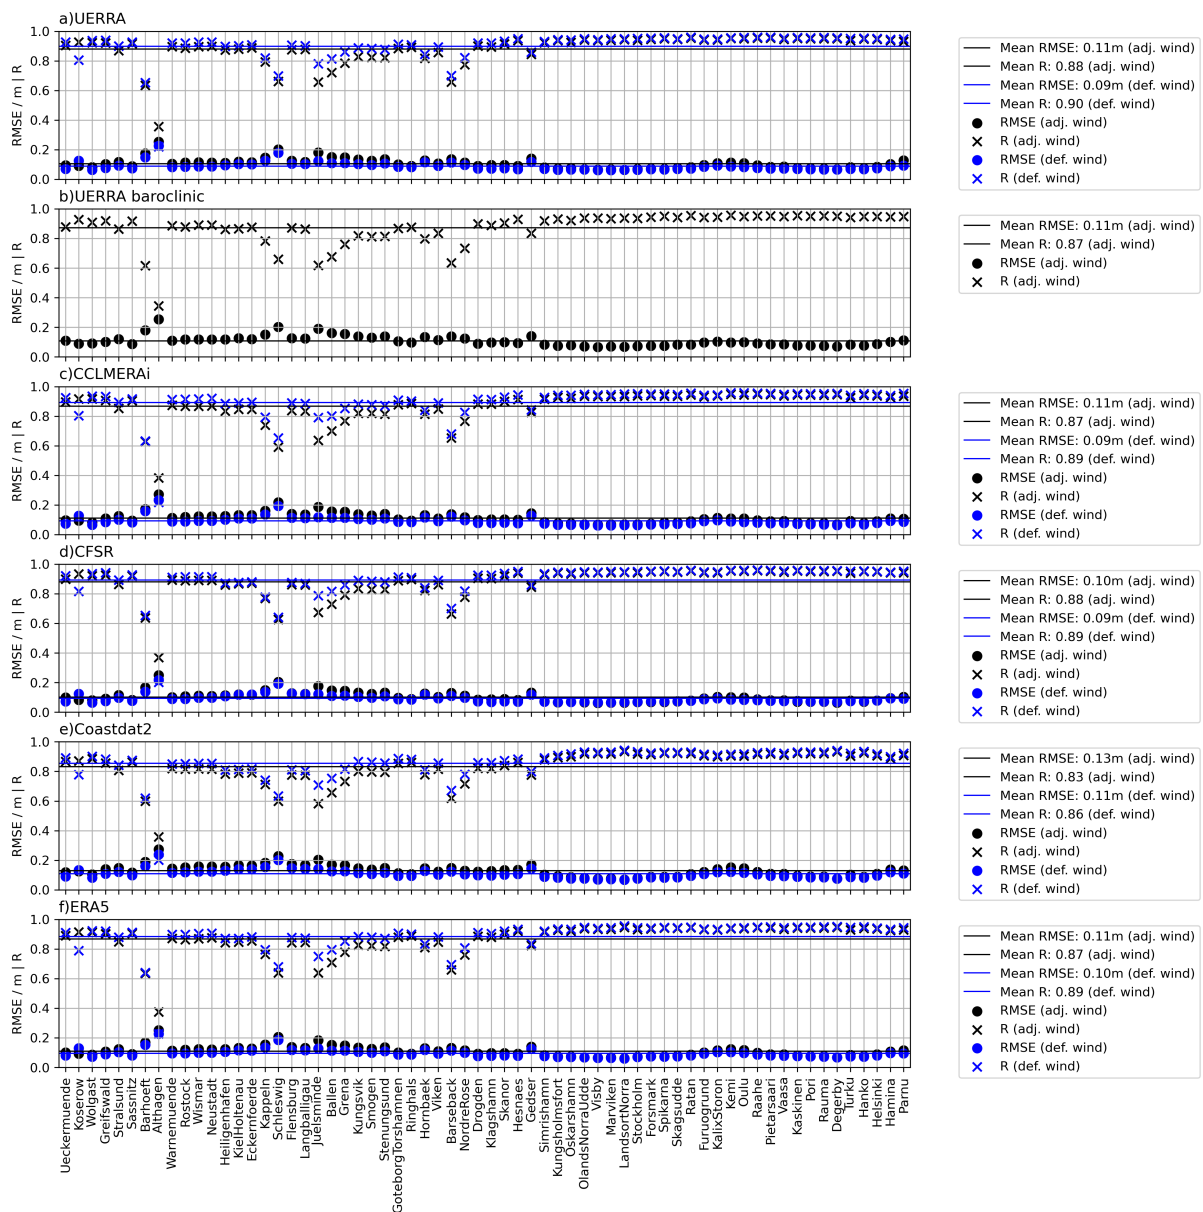 a)UERRA
RMSE / m | R
1.0
0.8
0.6
0.4
0.2
0.0
Mean RMSE: 0.11m (adj. wind)
Mean R: 0.88 (adj. wind)
Mean RMSE: 0.09m (def. wind)
Mean R: 0.90 (def. wind)
RMSE (adj. wind)
R (adj. wind)
RMSE (def. wind)
R (def. wind)
b)UERRA baroclinic
RMSE / m | R
1.0
0.8
0.6
0.4
0.2
0.0
Mean RMSE: 0.11m (adj. wind)
Mean R: 0.87 (adj. wind)
RMSE (adj. wind)
R (adj. wind)
c)CCLMERAi
RMSE / m | R
1.0
0.8
0.6
0.4
0.2
0.0
Mean RMSE: 0.11m (adj. wind)
Mean R: 0.87 (adj. wind)
Mean RMSE: 0.09m (def. wind)
Mean R: 0.89 (def. wind)
RMSE (adj. wind)
R (adj. wind)
RMSE (def. wind)
R (def. wind)
d)CFSR
RMSE / m | R
1.0
0.8
0.6
0.4
0.2
0.0
Mean RMSE: 0.10m (adj. wind)
Mean R: 0.88 (adj. wind)
Mean RMSE: 0.09m (def. wind)
Mean R: 0.89 (def. wind)
RMSE (adj. wind)
R (adj. wind)
RMSE (def. wind)
R (def. wind)
e)Coastdat2
RMSE / m | R
1.0
0.8
0.6
0.4
0.2
0.0
Mean RMSE: 0.13m (adj. wind)
Mean R: 0.83 (adj. wind)
Mean RMSE: 0.11m (def. wind)
Mean R: 0.86 (def. wind)
RMSE (adj. wind)
R (adj. wind)
RMSE (def. wind)
R (def. wind)
f)ERA5
RMSE / m | R
1.0
0.8
0.6
0.4
0.2
0.0
Mean RMSE: 0.11m (adj. wind)
Mean R: 0.87 (adj. wind)
Mean RMSE: 0.10m (def. wind)
Mean R: 0.89 (def. wind)
RMSE (adj. wind)
R (adj. wind)
RMSE (def. wind)
R (def. wind)
Ueckermuende
Koserow
Wolgast
Greifswald
Stralsund
Sassnitz
Barhoeft
Althagen
Warnemuende
Rostock
Wismar
Neustadt
Heiligenhafen
KielHoltenau
Eckernfoerde
Kappeln
Schleswig
Flensburg
Langballigau
Juelsminde
Ballen
Grena
Kungsvik
Smogen
Stenungsund
GoteborgTorshamnen
Ringhals
Hornbaek
Viken
Barseback
NordreRose
Drogden
Klagshamn
Skanor
Hesnaes
Gedser
Simrishamn
Kungsholmsfort
Oskarshamn
OlandsNorraUdde
Visby
Marviken
LandsortNorra
Stockholm
Forsmark
Spikarna
Skagsudde
Ratan
Furuogrund
KalixStoron
Kemi
Oulu
Raahe
Pietarsaari
Vaasa
Kaskinen
Pori
Rauma
Degerby
Turku
Hanko
Helsinki
Hamina
Parnu